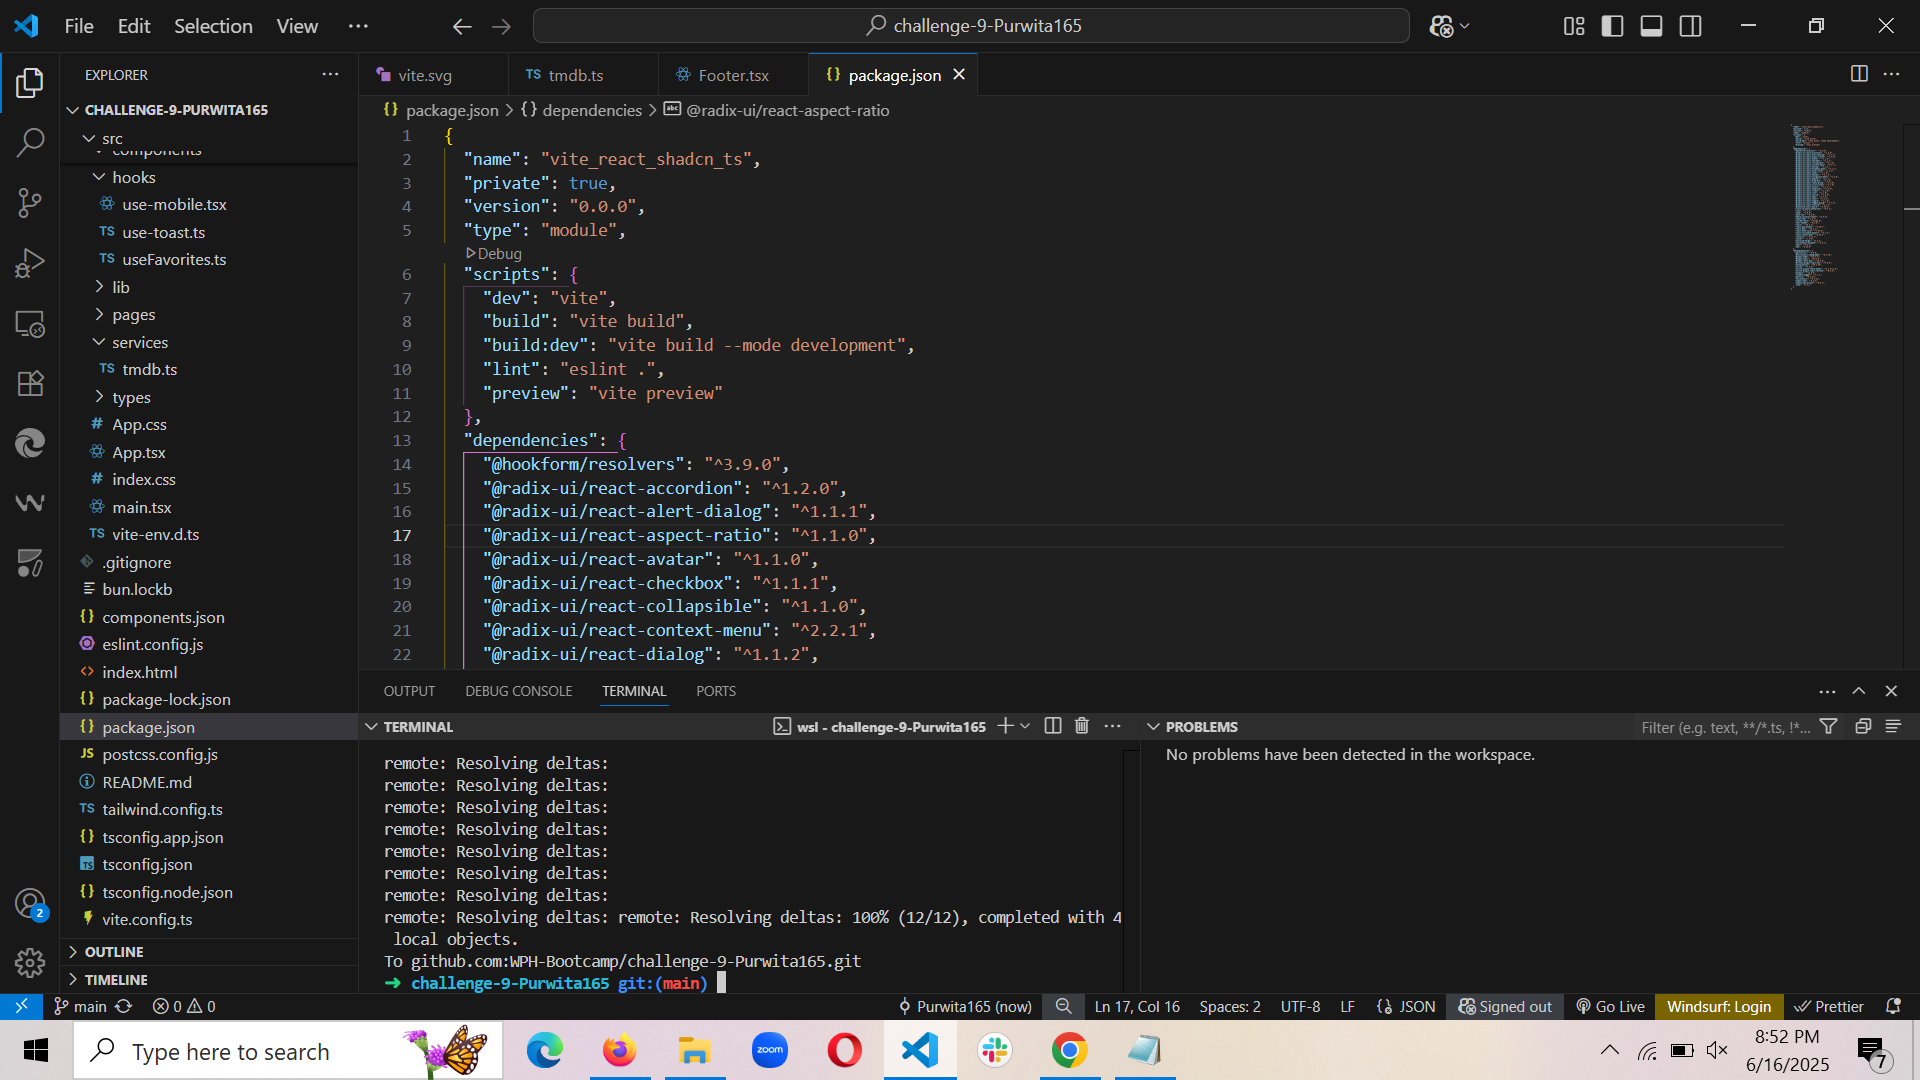 File Edit Selection View
challenge-9-Purwita165
EXPLORER
CHALLENGE-9-PURWITA165
src
components
hooks
use-mobile.tsx
use-toast.ts
useFavorites.ts
lib
pages
services
tmdb.ts
types
App.css
App.tsx
index.css
main.tsx
vite-env.d.ts
.gitignore
bun.lockb
components.json
eslint.config.js
index.html
package-lock.json
package.json
postcss.config.js
README.md
tailwind.config.ts
tsconfig.app.json
tsconfig.json
tsconfig.node.json
vite.config.ts
OUTLINE
TIMELINE
vite.svg
TS tmdb.ts
Footer.tsx
{} package.json
{} package.json > {} dependencies > @radix-ui/react-aspect-ratio
1 {
2 "name": "vite_react_shadcn_ts",
3 "private": true,
4 "version": "0.0.0",
5 "type": "module",
Debug
6 "scripts": {
7 "dev": "vite",
8 "build": "vite build",
9 "build:dev": "vite build --mode development",
10 "lint": "eslint .",
11 "preview": "vite preview"
12 },
13 "dependencies": {
14 "@hookform/resolvers": "^3.9.0",
15 "@radix-ui/react-accordion": "^1.2.0",
16 "@radix-ui/react-alert-dialog": "^1.1.1",
17 "@radix-ui/react-aspect-ratio": "^1.1.0",
18 "@radix-ui/react-avatar": "^1.1.0",
19 "@radix-ui/react-checkbox": "^1.1.1",
20 "@radix-ui/react-collapsible": "^1.1.0",
21 "@radix-ui/react-context-menu": "^2.2.1",
22 "@radix-ui/react-dialog": "^1.1.2",
OUTPUT DEBUG CONSOLE TERMINAL PORTS
TERMINAL
wsl - challenge-9-Purwita165
remote: Resolving deltas:
remote: Resolving deltas:
remote: Resolving deltas:
remote: Resolving deltas:
remote: Resolving deltas:
remote: Resolving deltas:
remote: Resolving deltas:
remote: Resolving deltas: remote: Resolving deltas: 100% (12/12), completed with 4
local objects.
To github.com:WPH-Bootcamp/challenge-9-Purwita165.git
➜ challenge-9-Purwita165 git:(main)
PROBLEMS
Filter (e.g. text, **/*.ts, !*...
No problems have been detected in the workspace.
2
main 0 0
Purwita165 (now) Ln 17, Col 16 Spaces: 2 UTF-8 LF {} JSON Signed out Go Live Windsurf: Login Prettier
Type here to search
zoom
8:52 PM
6/16/2025
7